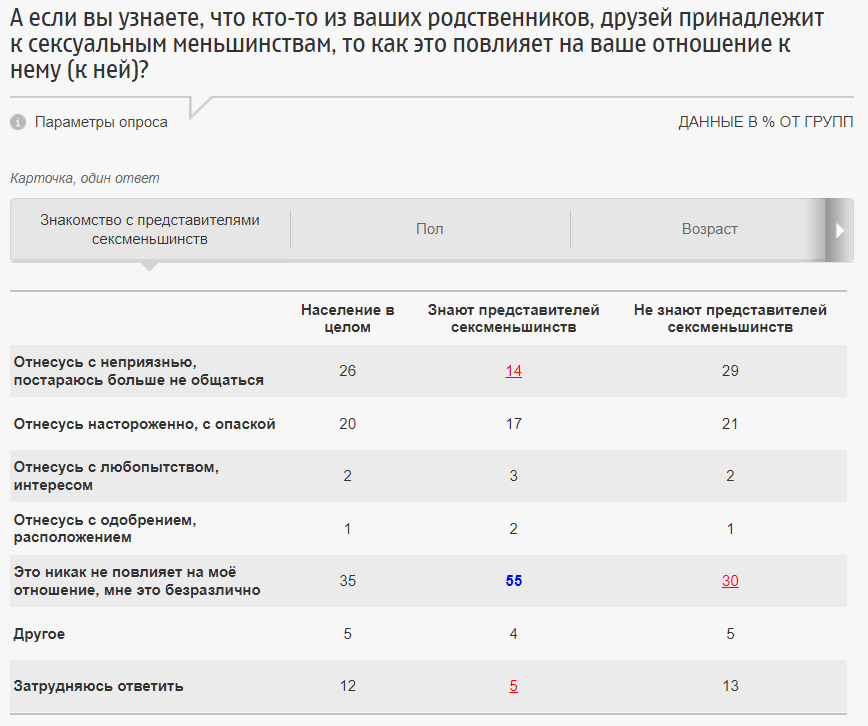 А если вы узнаете, что кто-то из ваших родственников, друзей принадлежит
к сексуальным меньшинствам, то как это повлияет на ваше отношение к
нему (к ней)?
Параметры опроса
ДАННЫЕ В % ОТ ГРУПП
Карточка, один ответ
Знакомство с представителями
сексменьшинств
Пол
Возраст
Население в
целом
Знают представителей
сексменьшинств
Не знают представителей
сексменьшинств
Отнесусь с неприязнью,
постараюсь больше не общаться
26 14 29
Отнесусь настороженно, с опаской 20 17 21
Отнесусь с любопытством,
интересом
2 3 2
Отнесусь с одобрением,
расположением
1 2 1
Это никак не повлияет на моё
отношение, мне это безразлично
35 55 30
Другое 5 4 5
Затрудняюсь ответить 12 5 13